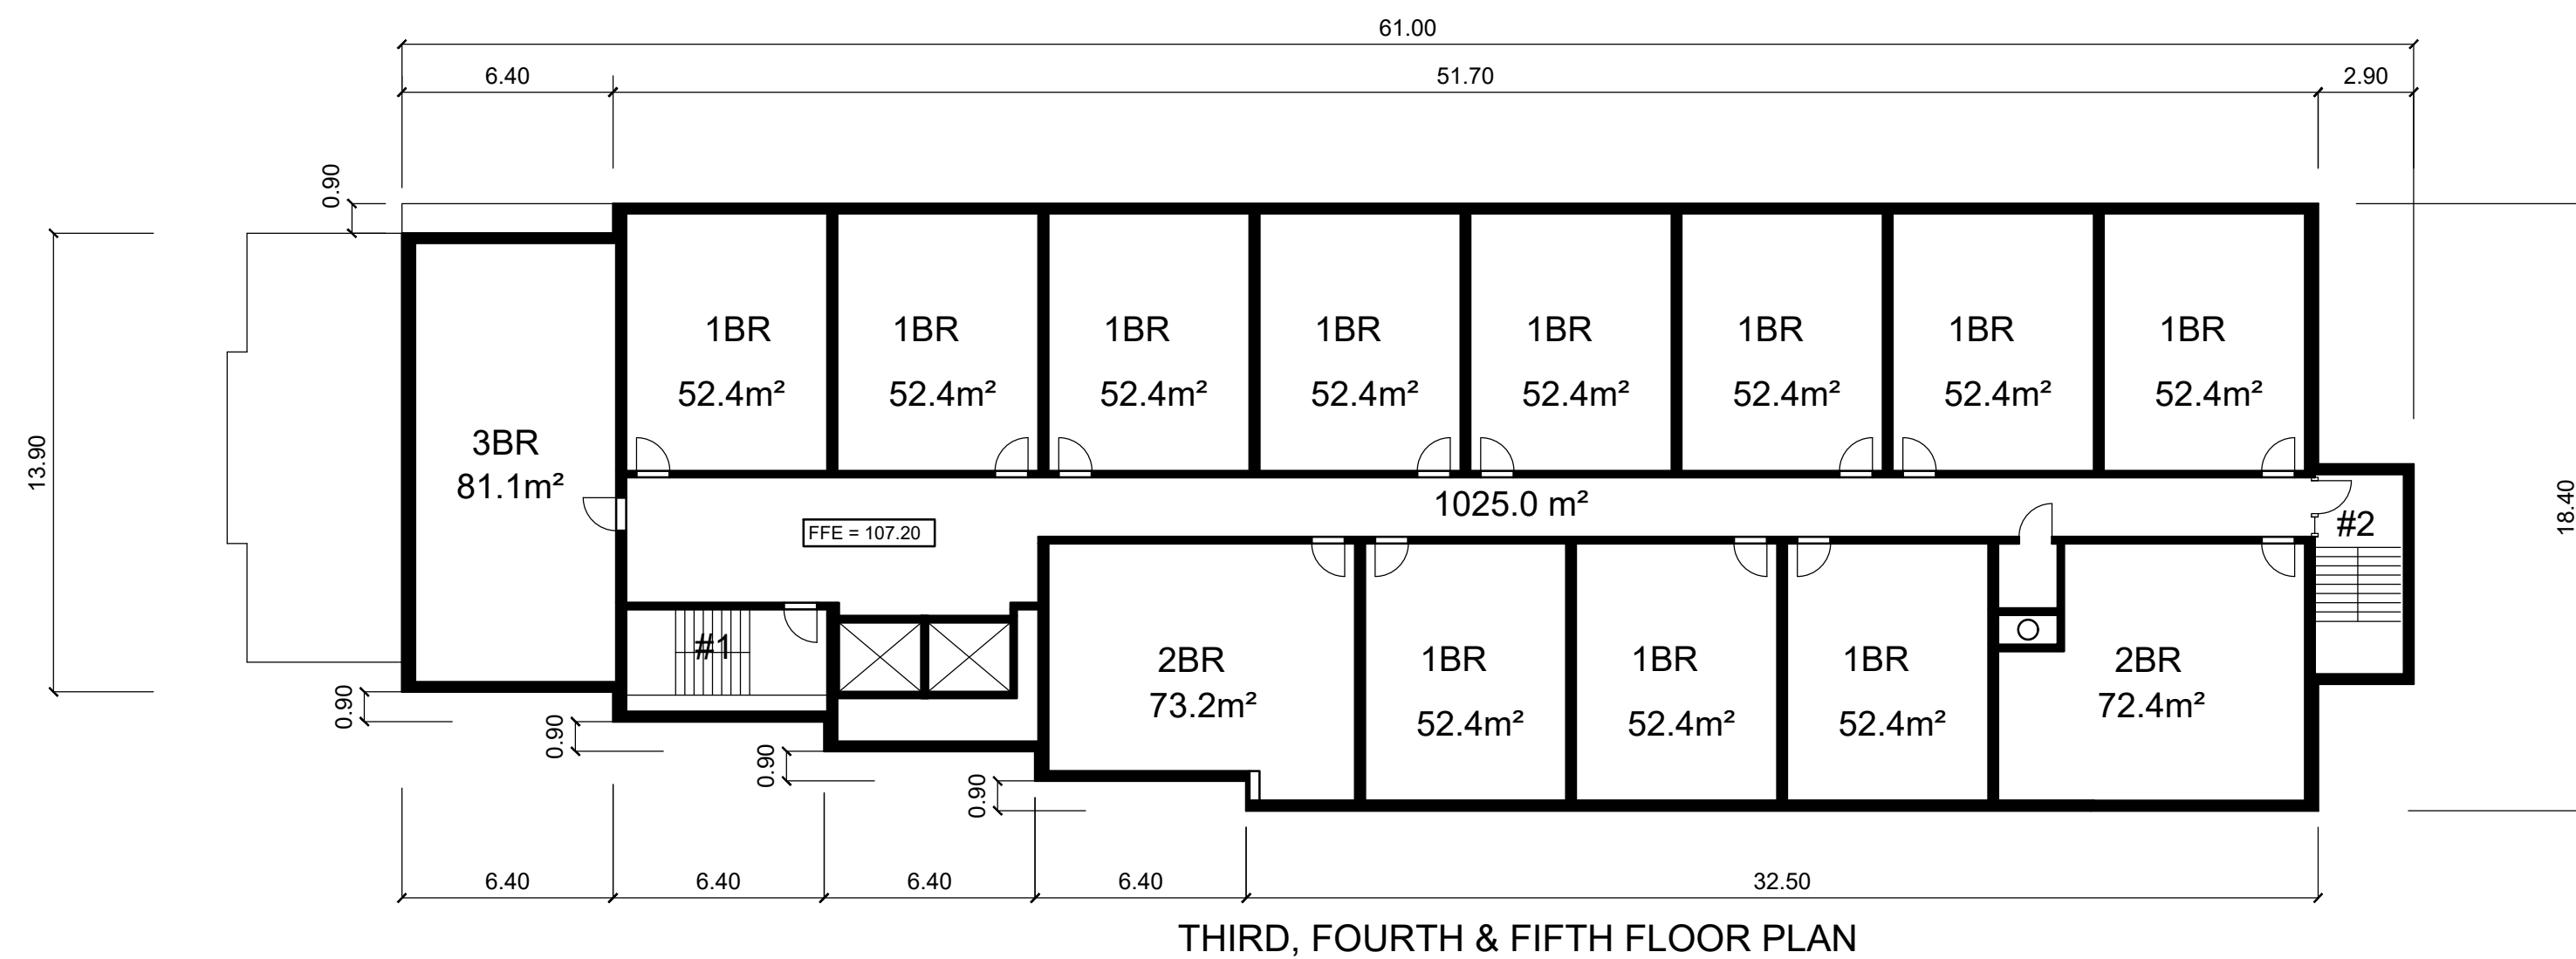 61.00
6.40
51.70
2.90
0.90
13.90
18.40
1BR
52.4m²
1BR
52.4m²
1BR
52.4m²
1BR
52.4m²
1BR
52.4m²
1BR
52.4m²
1BR
52.4m²
1BR
52.4m²
3BR
81.1m²
1025.0 m²
FFE = 107.20
#2
#1
2BR
73.2m²
1BR
52.4m²
1BR
52.4m²
1BR
52.4m²
2BR
72.4m²
0.90
0.90
0.90
0.90
6.40
6.40
6.40
6.40
32.50
THIRD, FOURTH & FIFTH FLOOR PLAN